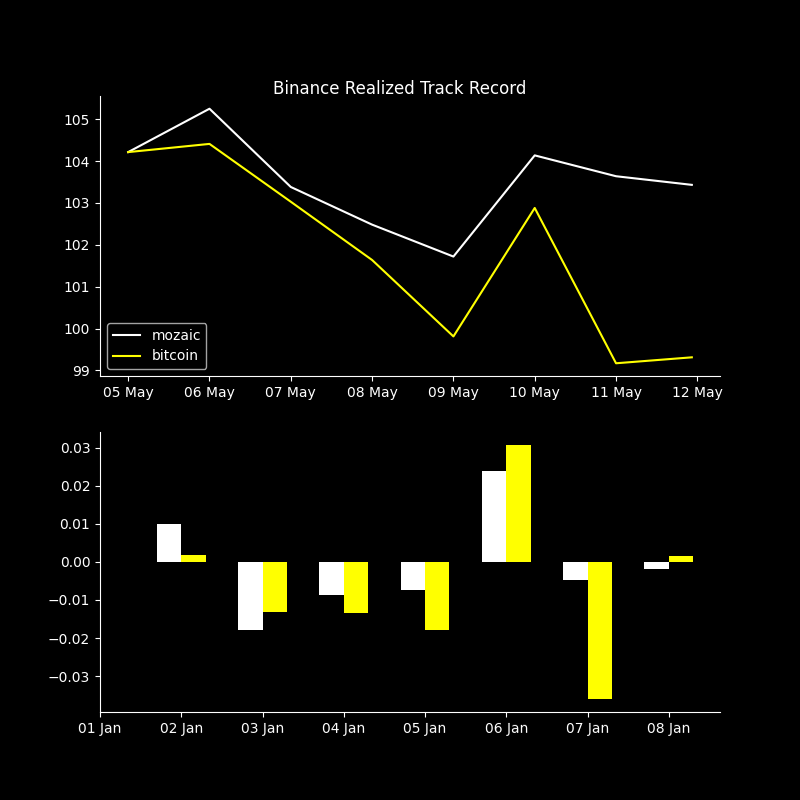 Binance Realized Track Record
105
104
103
102
101
100
99
mozaic
bitcoin
05 May 06 May 07 May 08 May 09 May 10 May 11 May 12 May
0.03
0.02
0.01
0.00
−0.01
−0.02
−0.03
01 Jan 02 Jan 03 Jan 04 Jan 05 Jan 06 Jan 07 Jan 08 Jan